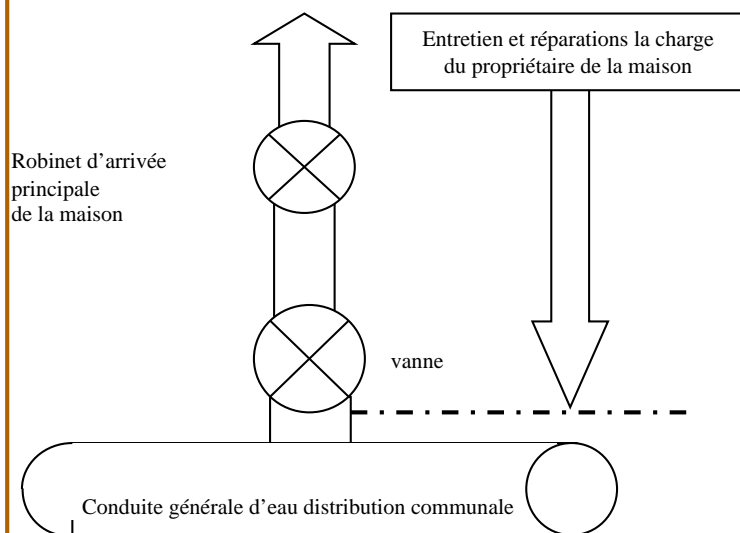 Entretien et réparations la charge
du propriétaire de la maison
Robinet d’arrivée
principale
de la maison
vanne
Conduite générale d’eau distribution communale